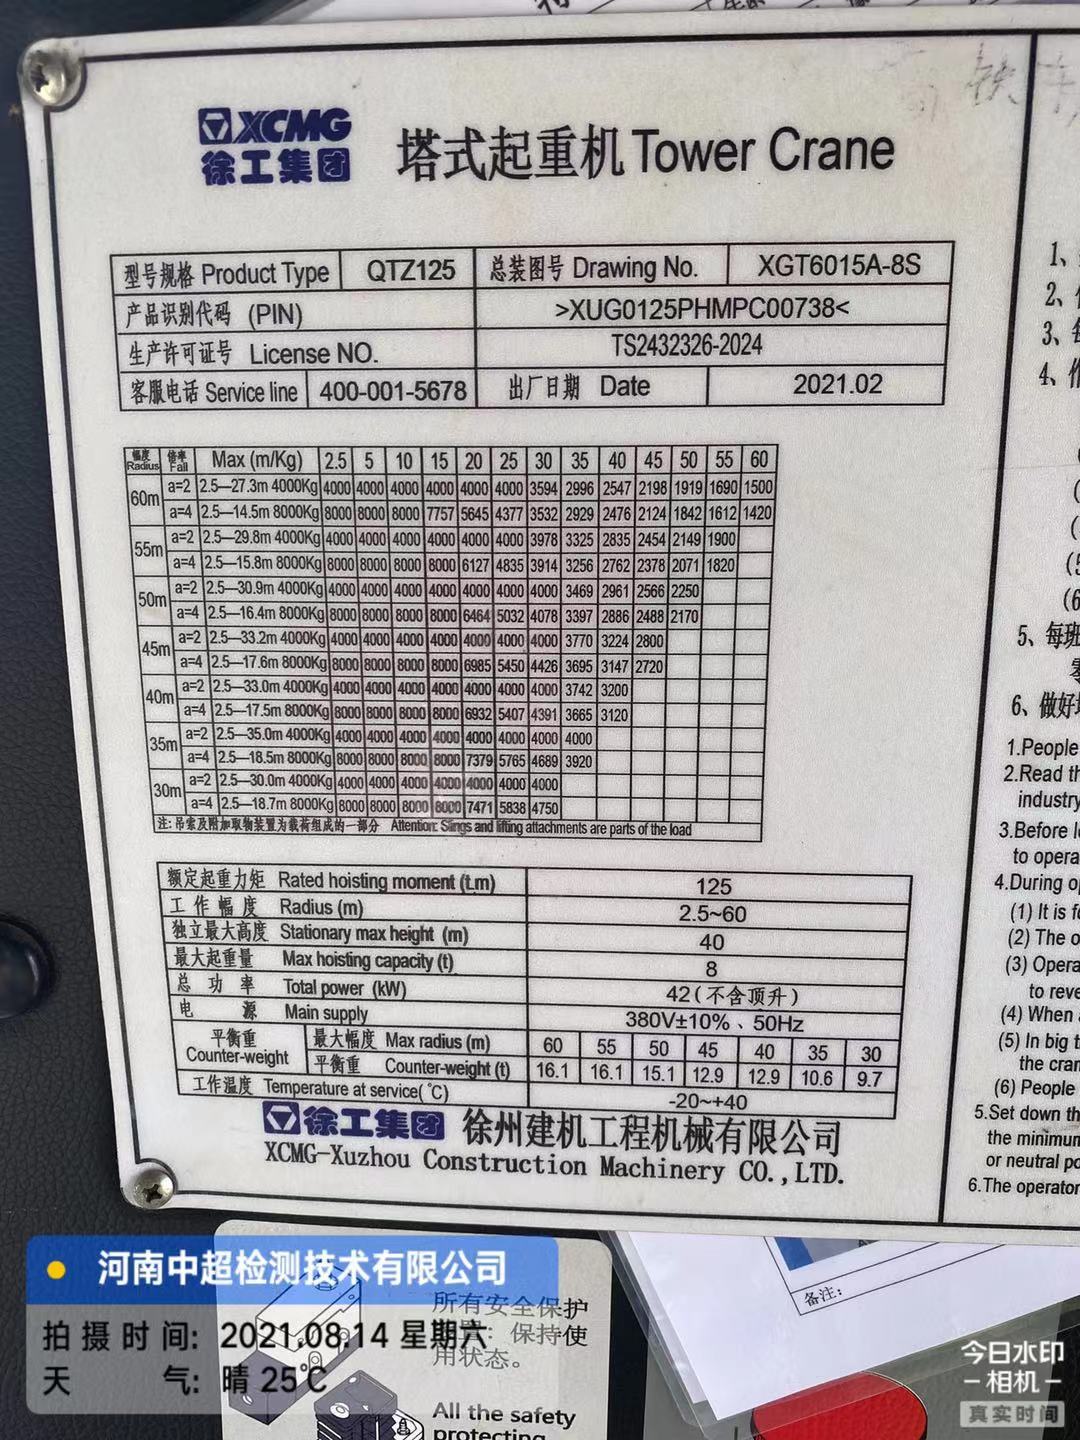 XCMG
徐工集团
塔式起重机 Tower Crane
型号规格 Product Type QTZ125 总装图号 Drawing No. XGT6015A-8S
产品识别代码 (PIN) >XUG0125PHMPC00738<
生产许可证号 License NO. TS2432326-2024
客服电话 Service line 400-001-5678 出厂日期 Date 2021.02
幅度 Radius 倍率 Fall Max (m/Kg) 2.5 5 10 15 20 25 30 35 40 45 50 55 60
60m a=2 2.5—27.3m 4000Kg 4000 4000 4000 4000 4000 4000 3594 2996 2547 2198 1919 1690 1500
a=4 2.5—14.5m 8000Kg 8000 8000 8000 7757 5645 4377 3532 2929 2476 2124 1842 1612 1420
55m a=2 2.5—29.8m 4000Kg 4000 4000 4000 4000 4000 4000 3978 3325 2835 2454 2149 1900
a=4 2.5—15.8m 8000Kg 8000 8000 8000 8000 6127 4835 3914 3256 2762 2378 2071 1820
50m a=2 2.5—30.9m 4000Kg 4000 4000 4000 4000 4000 4000 4000 3469 2961 2566 2250
a=4 2.5—16.4m 8000Kg 8000 8000 8000 8000 6464 5032 4078 3397 2886 2488 2170
45m a=2 2.5—33.2m 4000Kg 4000 4000 4000 4000 4000 4000 4000 3770 3224 2800
a=4 2.5—17.6m 8000Kg 8000 8000 8000 8000 6985 5450 4426 3695 3147 2720
40m a=2 2.5—33.0m 4000Kg 4000 4000 4000 4000 4000 4000 4000 3742 3200
a=4 2.5—17.5m 8000Kg 8000 8000 8000 8000 6932 5407 4391 3665 3120
35m a=2 2.5—35.0m 4000Kg 4000 4000 4000 4000 4000 4000 4000 4000
a=4 2.5—18.5m 8000Kg 8000 8000 8000 8000 7379 5765 4689 3920
30m a=2 2.5—30.0m 4000Kg 4000 4000 4000 4000 4000 4000 4000
a=4 2.5—18.7m 8000Kg 8000 8000 8000 8000 7471 5838 4750
注: 吊索及附加取物装置为载荷组成的一部分 Attention: Slings and lifting attachments are parts of the load
额定起重力矩 Rated hoisting moment (t.m) 125
工作幅度 Radius (m) 2.5~60
独立最大高度 Stationary max height (m) 40
最大起重量 Max hoisting capacity (t) 8
总功率 Total power (kW) 42(不含顶升)
电源 Main supply 380V±10%、50Hz
平衡重 Counter-weight 最大幅度 Max radius (m) 60 55 50 45 40 35 30
平衡重 Counter-weight (t) 16.1 16.1 15.1 12.9 12.9 10.6 9.7
工作温度 Temperature at service(℃) -20~+40
徐工集团 徐州建机工程机械有限公司
XCMG-Xuzhou Construction Machinery CO.,LTD.
1、
2、
3、
4、
5、每班
6、做好
1.People
2.Read
industry
3.Before
to opera
4.During
(1) It is
(2) The
(3) Opera
to reve
(4) When
(5) In big
the cran
(6) People
5.Set down
the minimum
or neutral
6.The operator
备注:
所有安全保护
装置: 保持使
用状态。
All the safety
protecting
河南中超检测技术有限公司
拍摄时间: 2021.08.14 星期六
天气: 晴 25℃
今日水印
-相机-
真实时间